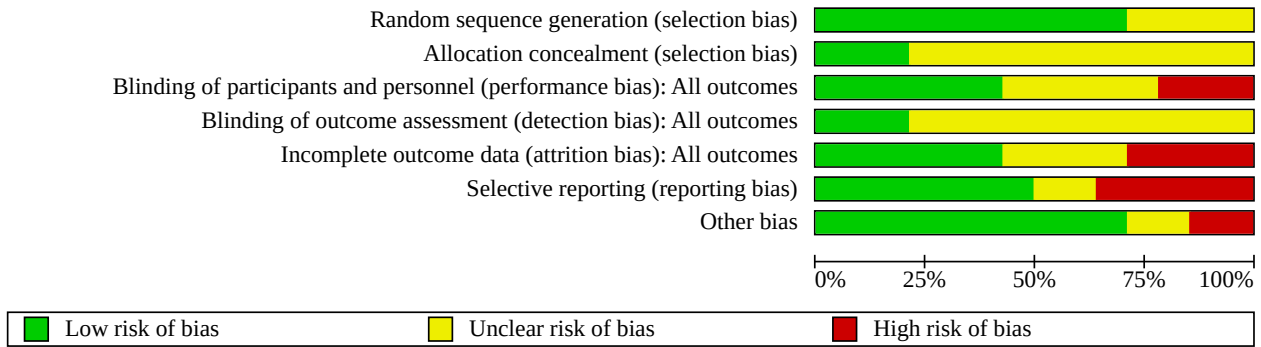 Random sequence generation (selection bias)
Allocation concealment (selection bias)
Blinding of participants and personnel (performance bias): All outcomes
Blinding of outcome assessment (detection bias): All outcomes
Incomplete outcome data (attrition bias): All outcomes
Selective reporting (reporting bias)
Other bias
0% 25% 50% 75% 100%
Low risk of bias Unclear risk of bias High risk of bias